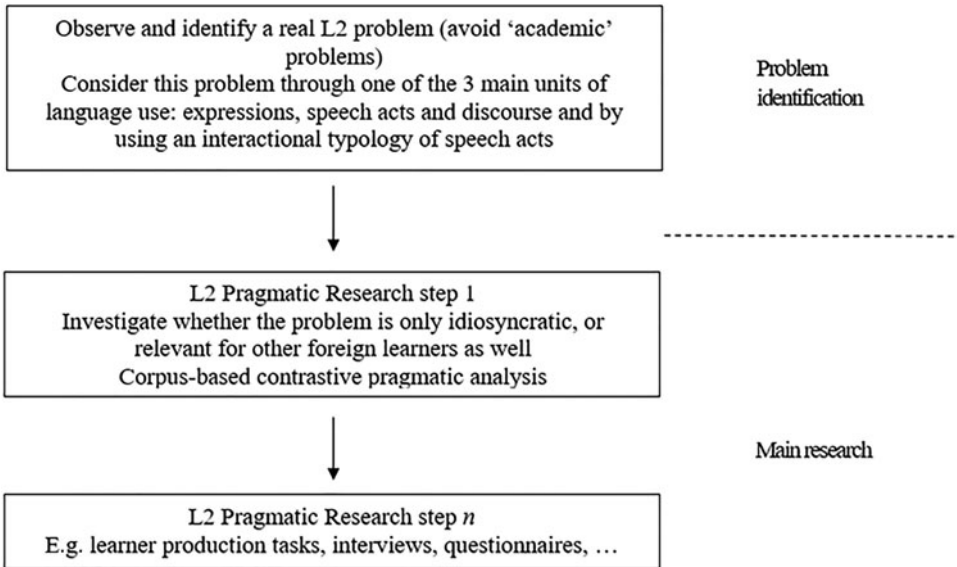 Observe and identify a real L2 problem (avoid ‘academic’
problems)
Consider this problem through one of the 3 main units of
language use: expressions, speech acts and discourse and by
using an interactional typology of speech acts
Problem
identification
L2 Pragmatic Research step 1
Investigate whether the problem is only idiosyncratic, or
relevant for other foreign learners as well
Corpus-based contrastive pragmatic analysis
Main research
L2 Pragmatic Research step n
E.g. learner production tasks, interviews, questionnaires, …